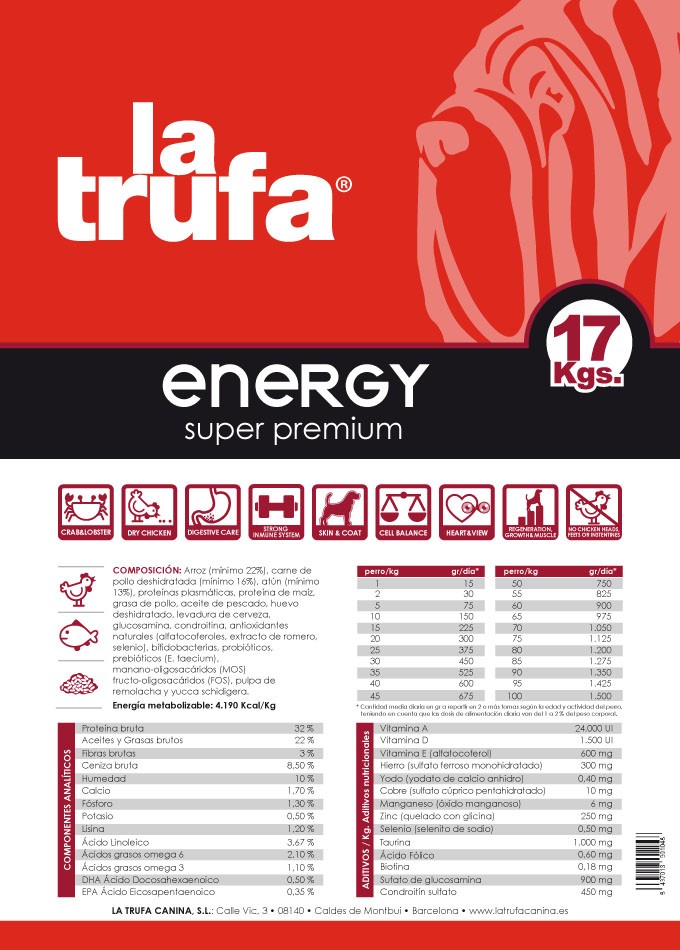 la
trufa®
17
Kgs.
energy
super premium
CRAB&LOBSTER
DRY CHICKEN
DIGESTIVE CARE
STRONG
INMUNE SYSTEM
SKIN & COAT
CELL BALANCE
HEART&VIEW
REGENERATION,
GROWTH&MUSCLE
NO CHICKEN HEADS,
FEETS OR INTENTINES
COMPOSICIÓN: Arroz (mínimo 22%), carne de
pollo deshidratada (mínimo 16%), atún (mínimo
13%), proteínas plasmáticas, proteína de maíz,
grasa de pollo, aceite de pescado, huevo
deshidratado, levadura de cerveza,
glucosamina, condroitina, antioxidantes
naturales (alfatocoferoles, extracto de romero,
selenio), bifidobacterias, probióticos,
prebióticos (E. faecium),
manano-oligosacáridos (MOS)
fructo-oligosacáridos (FOS), pulpa de
remolacha y yucca schidigera.
Energía metabolizable: 4.190 Kcal/Kg
perro/kg gr/día*
1 15
2 30
5 75
10 150
15 225
20 300
25 375
30 450
35 525
40 600
45 675
perro/kg gr/día*
50 750
55 825
60 900
65 975
70 1.050
75 1.125
80 1.200
85 1.275
90 1.350
95 1.425
100 1.500
* Cantidad media diaria en gr a repartir en 2 o más tomas según la edad y actividad del perro,
teniendo en cuenta que las dosis de alimentación diaria van del 1 a 2% del peso corporal.
COMPONENTES ANALÍTICOS
Proteína bruta 32 %
Aceites y Grasas brutos 22 %
Fibras brutas 3 %
Ceniza bruta 8,50 %
Humedad 10 %
Calcio 1,70 %
Fósforo 1,30 %
Potasio 0,50 %
Lisina 1,20 %
Ácido Linoleico 3,67 %
Ácidos grasos omega 6 2,10 %
Ácidos grasos omega 3 1,10 %
DHA Ácido Docosahexaenoico 0,50 %
EPA Ácido Eicosapentaenoico 0,35 %
ADITIVOS / Kg. Aditivos nutricionales
Vitamina A 24.000 UI
Vitamina D 1.500 UI
Vitamina E (alfatocoterol) 600 mg
Hierro (sulfato ferroso monohidratado) 300 mg
Yodo (yodato de calcio anhidro) 0,40 mg
Cobre (sulfato cúprico pentahidratado) 10 mg
Manganeso (óxido manganoso) 6 mg
Zinc (quelado con glicina) 250 mg
Selenio (selenito de sodio) 0,50 mg
Taurina 1.000 mg
Ácido Fólico 0,60 mg
Biotina 0,18 mg
Sufato de glucosamina 900 mg
Condroitín sulfato 450 mg
LA TRUFA CANINA, S.L.: Calle Vic, 3 • 08140 • Caldes de Montbui • Barcelona • www.latrufacanina.es